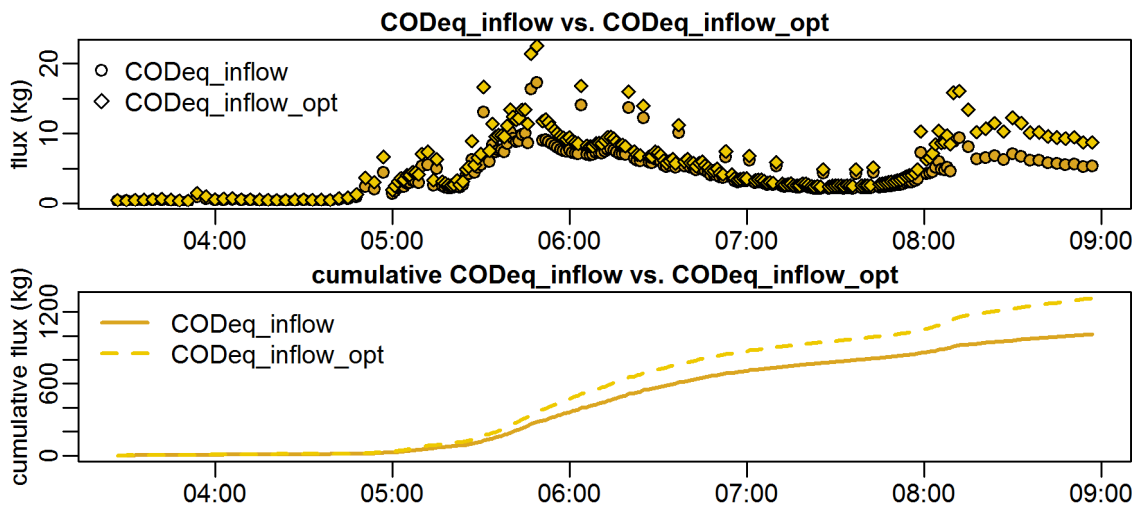 CODeq_inflow vs. CODeq_inflow_opt
flux (kg)
20
10
0
CODeq_inflow
CODeq_inflow_opt
04:00 05:00 06:00 07:00 08:00 09:00
cumulative CODeq_inflow vs. CODeq_inflow_opt
cumulative flux (kg)
1200
600
0
CODeq_inflow
CODeq_inflow_opt
04:00 05:00 06:00 07:00 08:00 09:00